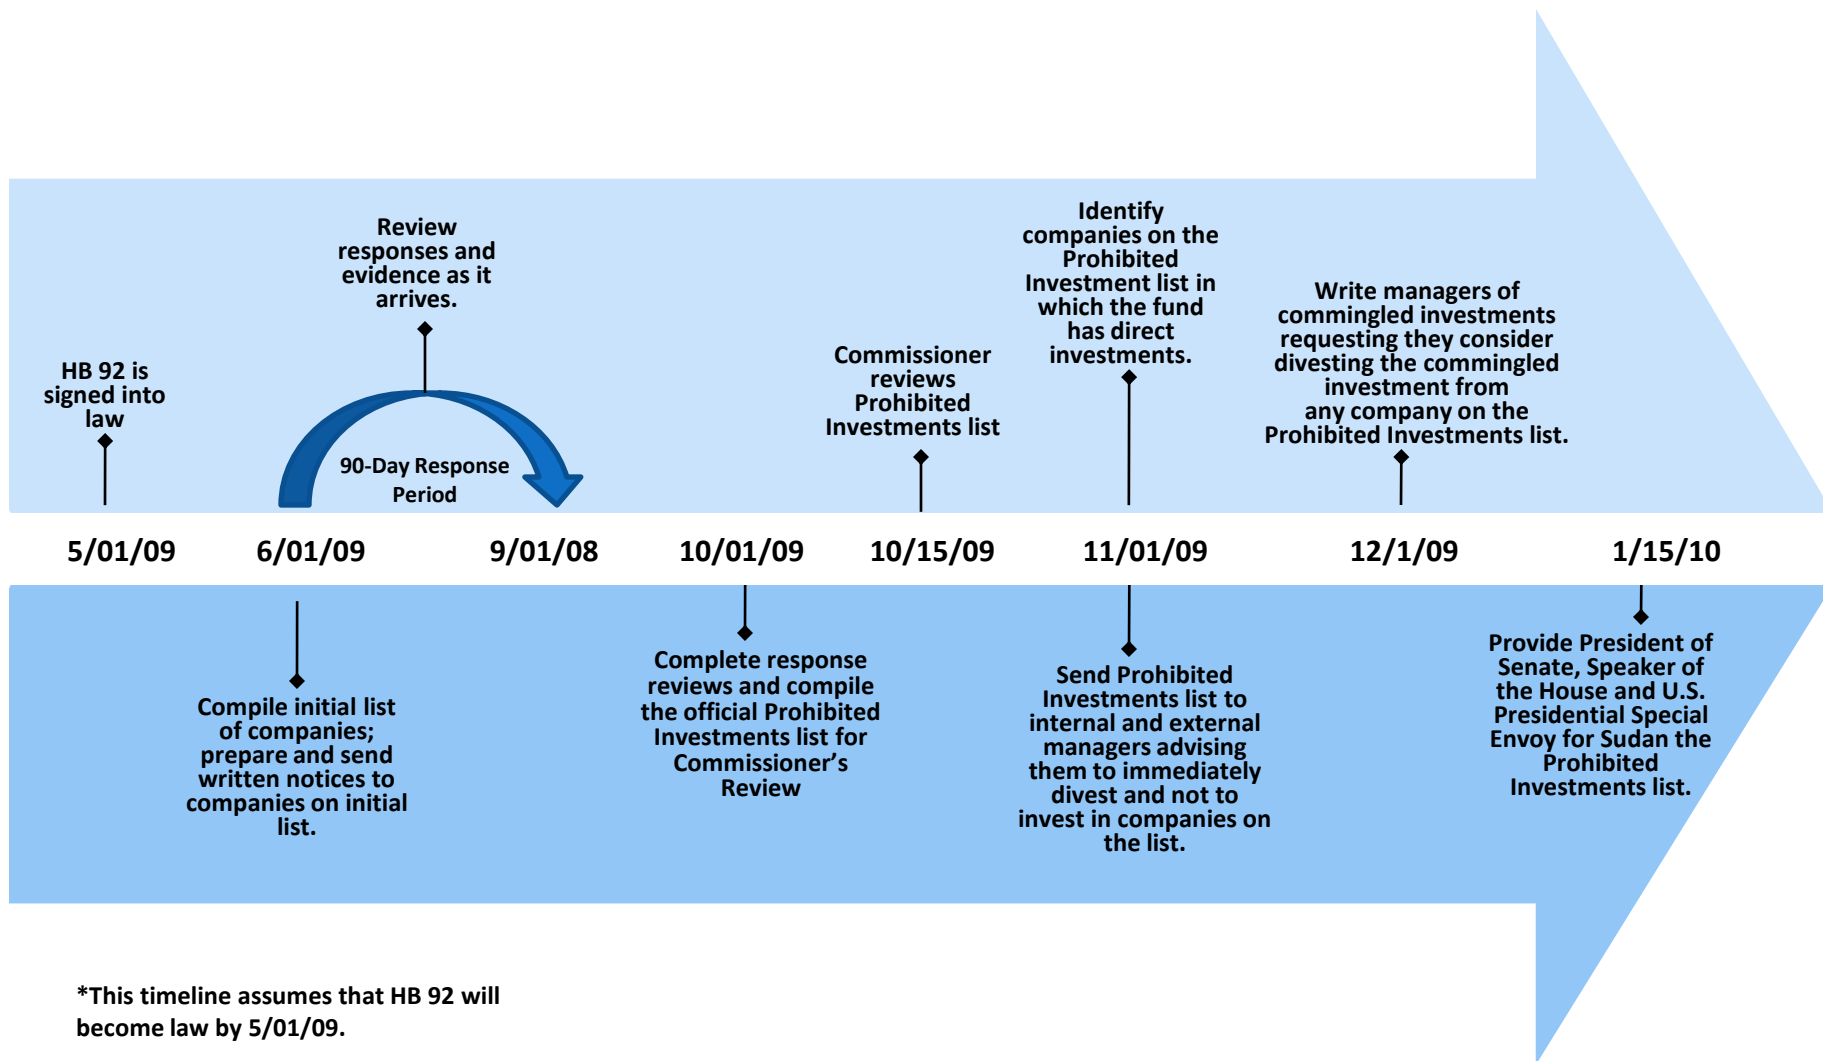 HB 92 is
signed into
law
Review
responses and
evidence as it
arrives.
90-Day Response
Period
Commissioner
reviews
Prohibited
Investments list
Identify
companies on the
Prohibited
Investment list in
which the fund
has direct
investments.
Write managers of
commingled investments
requesting they consider
divesting the commingled
investment from
any company on the
Prohibited Investments list.
5/01/09 6/01/09 9/01/08 10/01/09 10/15/09 11/01/09 12/1/09 1/15/10
Compile initial list
of companies;
prepare and send
written notices to
companies on initial
list.
Complete response
reviews and compile
the official Prohibited
Investments list for
Commissioner’s
Review
Send Prohibited
Investments list to
internal and external
managers advising
them to immediately
divest and not to
invest in companies on
the list.
Provide President of
Senate, Speaker of
the House and U.S.
Presidential Special
Envoy for Sudan the
Prohibited
Investments list.
*This timeline assumes that HB 92 will
become law by 5/01/09.